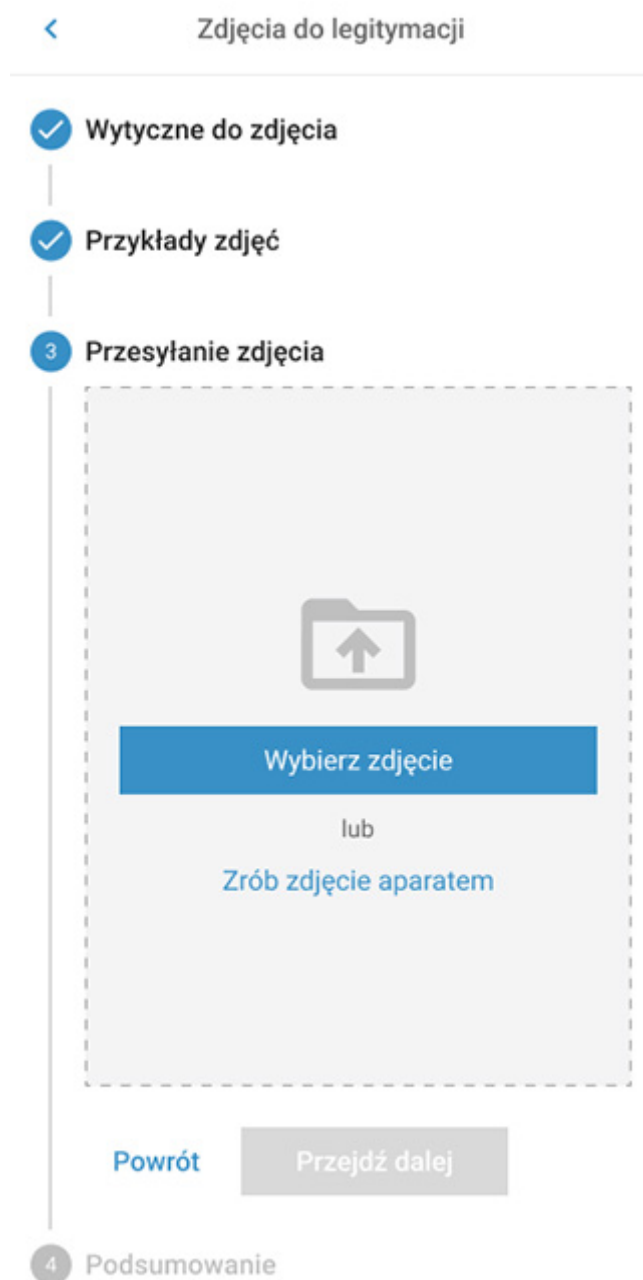 Zdjęcia do legitymacji
Wytyczne do zdjęcia
Przykłady zdjęć
3 Przesyłanie zdjęcia
Wybierz zdjęcie
lub
Zrób zdjęcie aparatem
Powrót Przejdź dalej
4 Podsumowanie